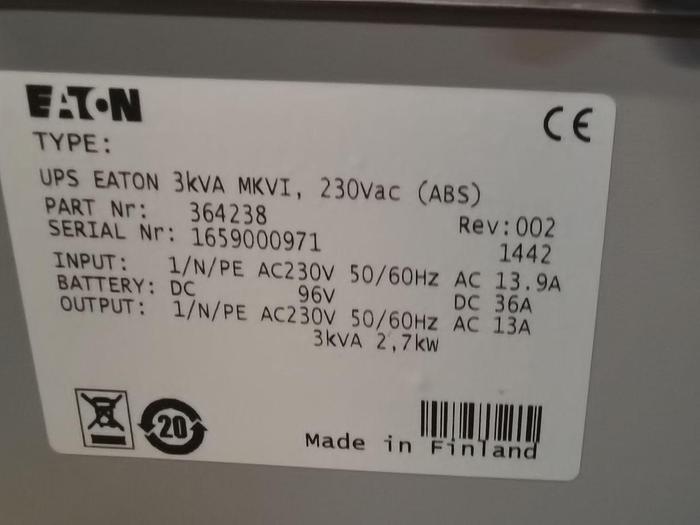 EATON
CE
TYPE:
UPS EATON 3kVA MKVI, 230Vac (ABS)
PART Nr: 364238 Rev:002
SERIAL Nr: 1659000971 1442
INPUT: 1/N/PE AC230V 50/60Hz AC 13.9A
BATTERY: DC 96V DC 36A
OUTPUT: 1/N/PE AC230V 50/60Hz AC 13A
3kVA 2,7kW
20
Made in Finland